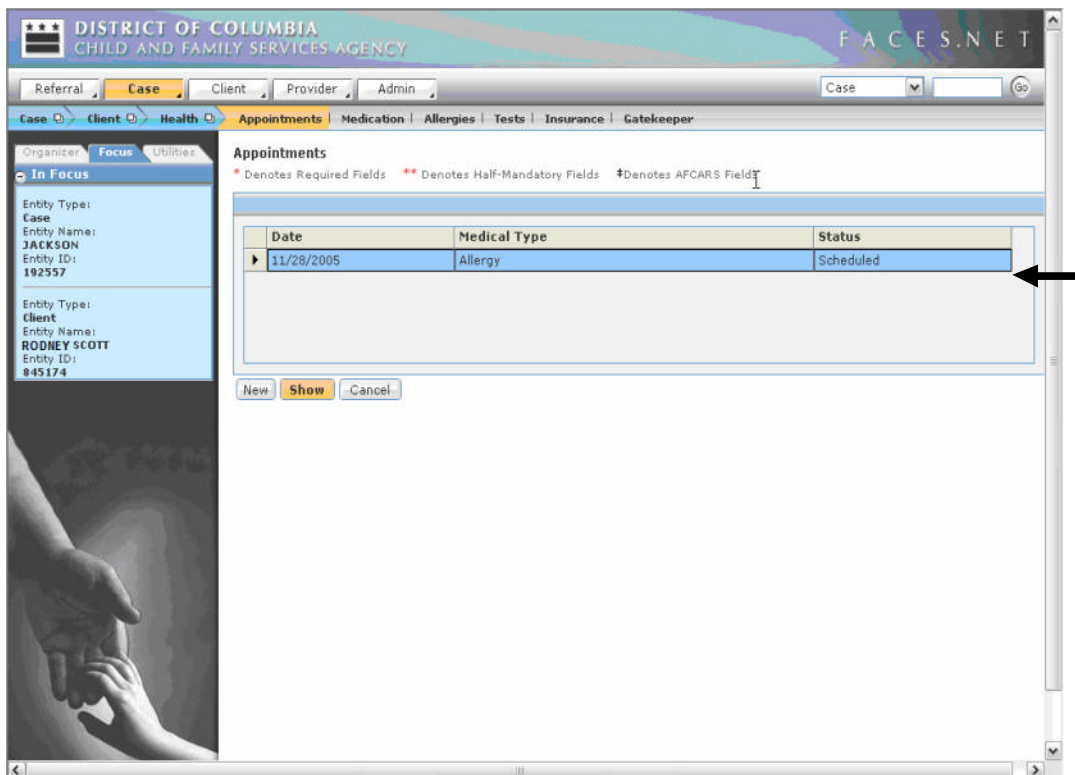 DISTRICT OF COLUMBIA
CHILD AND FAMILY SERVICES AGENCY
FACES.NET
Referral Case Client Provider Admin Case Go
Case Client Health Appointments | Medication | Allergies | Tests | Insurance | Gatekeeper
Organizer Focus Utilities
In Focus
Entity Type:
Case
Entity Name:
JACKSON
Entity ID:
192557
Entity Type:
Client
Entity Name:
RODNEY SCOTT
Entity ID:
845174
Appointments
* Denotes Required Fields ** Denotes Half-Mandatory Fields ‡Denotes AFCARS Fields
Date Medical Type Status
11/28/2005 Allergy Scheduled
New Show Cancel